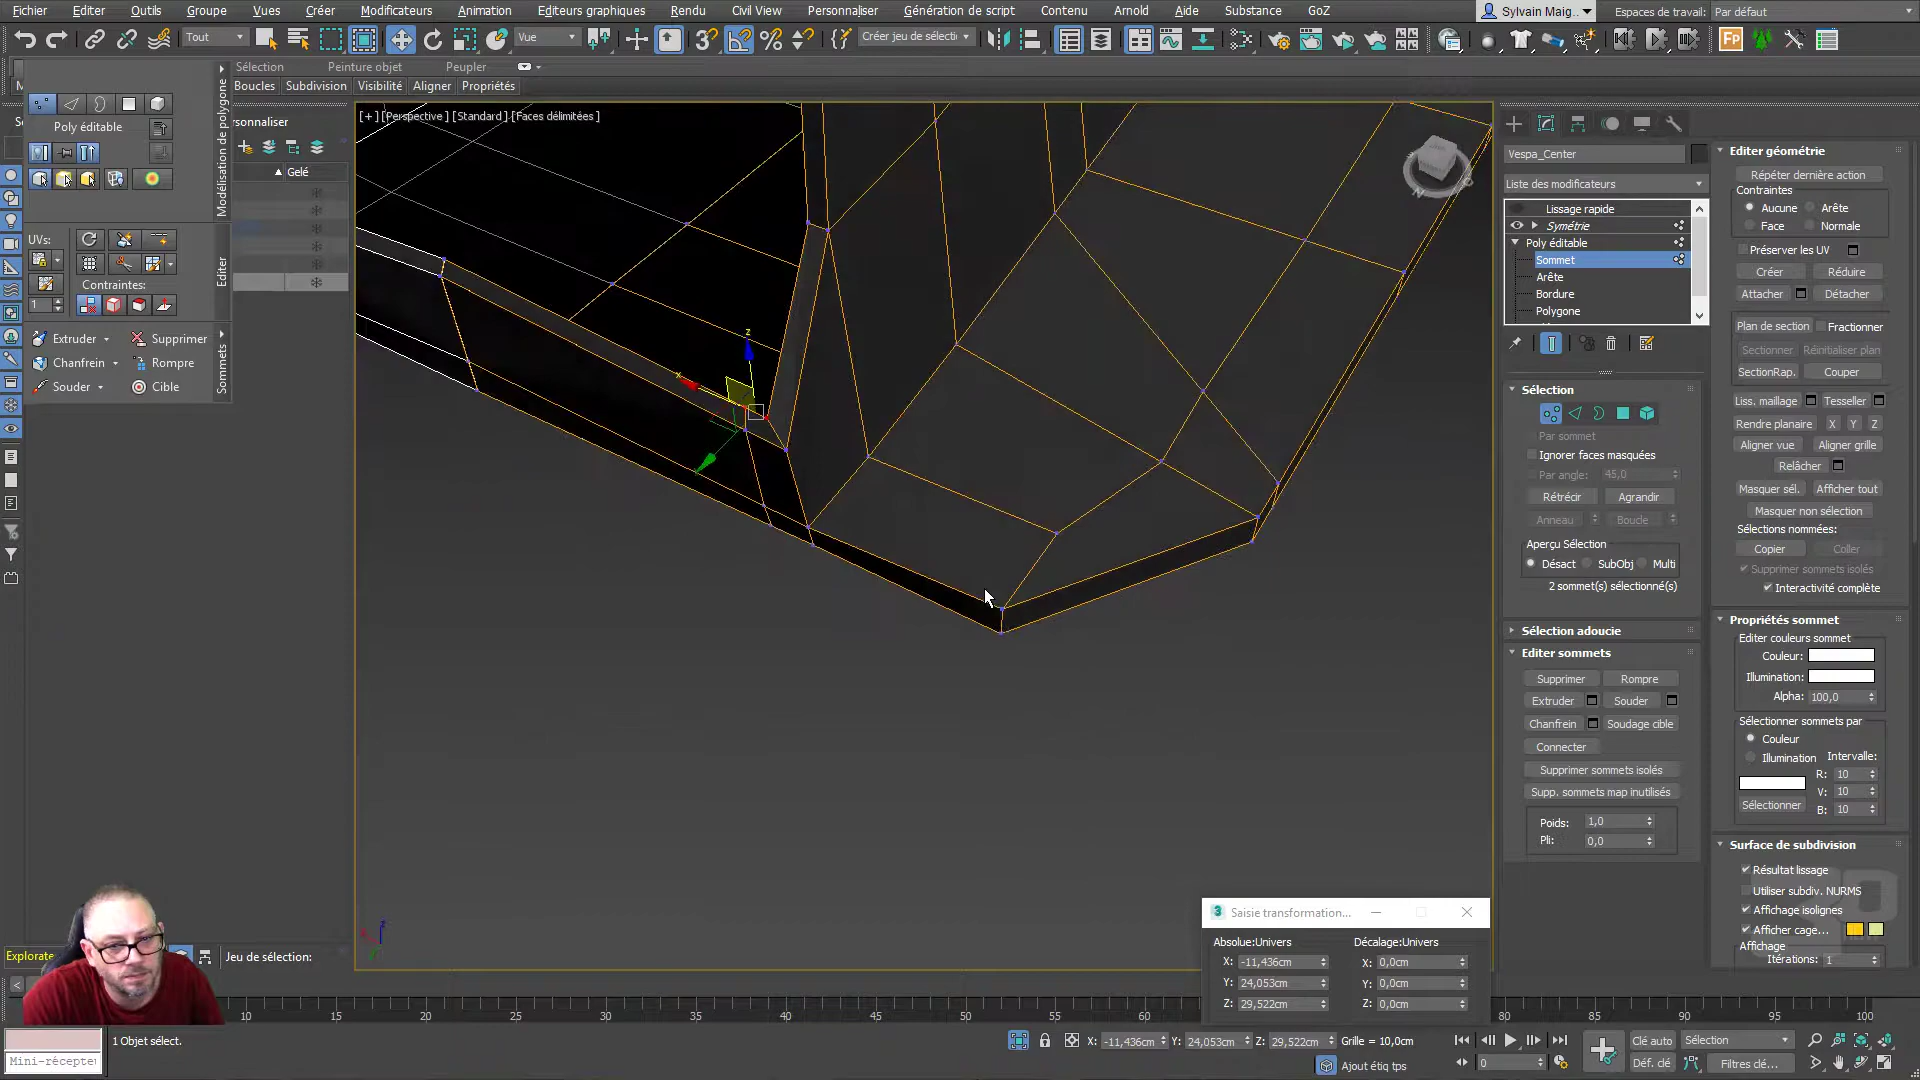 Fichier Editer Outils Groupe Vues Créer Modificateurs Animation Editeurs graphiques Rendu Civil View Personnaliser Génération de script Contenu Arnold Aide Substance GoZ Sylvain Maig.. Espaces de travail: Par défaut
Tout Vue Créer jeu de sélecti
Sélection Peinture objet Peupler
Boucles Subdivision Visibilité Aligner Propriétés
[+] [Perspective] [Standard] [Faces délimitées]
Poly éditable
Modélisation de polygone
rsonnaliser
Gelé
UVs:
Contraintes:
1
Editer
Extruder Supprimer
Chanfrein Rompre
Souder Cible
Sommets
z
x
Vespa_Center
Liste des modificateurs
Lissage rapide
Symétrie
Poly éditable
Sommet
Arête
Bordure
Polygone
Sélection
Par sommet
Ignorer faces masquées
Par angle: 45,0
Rétrécir Agrandir
Anneau Boucle
Aperçu Sélection
Désact SubObj Multi
2 sommet(s) sélectionné(s)
Sélection adoucie
Editer sommets
Supprimer Rompre
Extruder Souder
Chanfrein Soudage cible
Connecter
Supprimer sommets isolés
Supp. sommets map inutilisés
Poids: 1,0
Pli: 0,0
Editer géométrie
Répéter dernière action
Contraintes
Aucune Arête
Face Normale
Préserver les UV
Créer Réduire
Attacher Détacher
Plan de section Fractionner
Sectionner Réinitialiser plan
SectionRap. Couper
Liss. maillage Tesseller
Rendre planaire X Y Z
Aligner vue Aligner grille
Relâcher
Masquer sél. Afficher tout
Masquer non sélection
Sélections nommées:
Copier Coller
Supprimer sommets isolés
Interactivité complète
Propriétés sommet
Editer couleurs sommet
Couleur:
Illumination:
Alpha: 100,0
Sélectionner sommets par
Couleur
Illumination Intervalle:
R: 10
V: 10
Sélectionner B: 10
Surface de subdivision
Résultat lissage
Utiliser subdiv. NURMS
Affichage isolignes
Afficher cage...
Affichage
Itérations: 1
Saisie transformation...
Absolue:Univers Décalage:Univers
X: -11,436cm X: 0,0cm
Y: 24,053cm Y: 0,0cm
Z: 29,522cm Z: 0,0cm
Explorate Jeu de sélection:
10 15 20 25 30 35 40 45 50 55 60 80 85 90 95 100
1 Objet sélect. X: -11,436cm Y: 24,053cm Z: 29,522cm Grille = 10,0cm Clé auto Sélection
Mini-récepte Ajout étiq tps 0 Déf. clé Filtres clé...